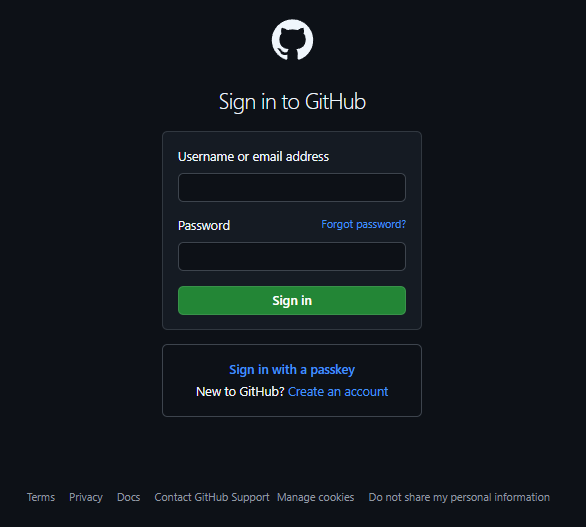 Sign in to GitHub
Username or email address
Password Forgot password?
Sign in
Sign in with a passkey
New to GitHub? Create an account
Terms Privacy Docs Contact GitHub Support Manage cookies Do not share my personal information